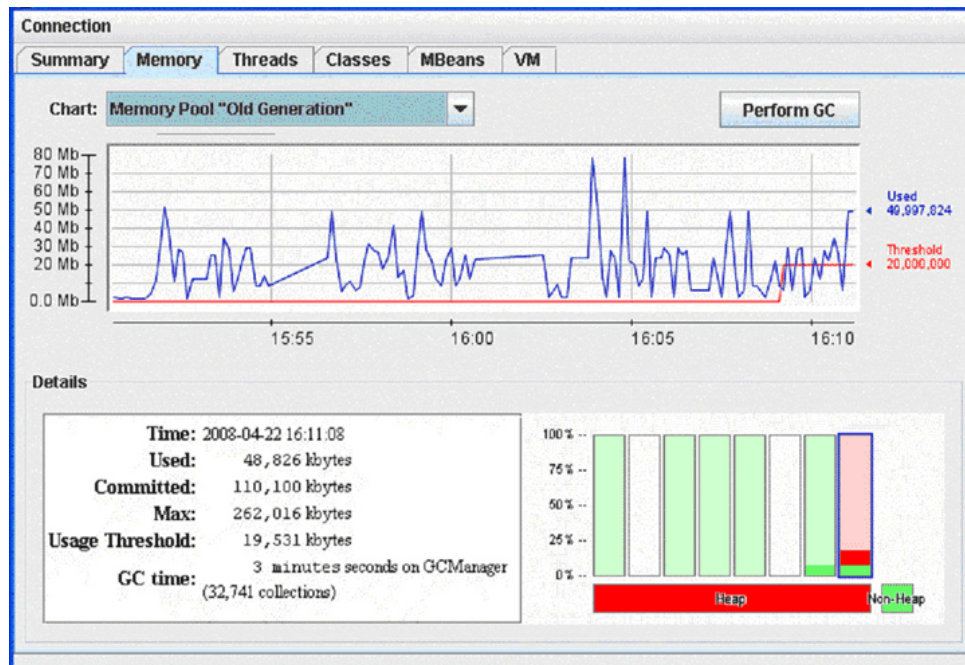 Connection
Summary Memory Threads Classes MBeans VM
Chart: Memory Pool "Old Generation" Perform GC
80 Mb
70 Mb
60 Mb
50 Mb
40 Mb
30 Mb
20 Mb
0.0 Mb
Used
49,997,824
Threshold
20,000,000
15:55 16:00 16:05 16:10
Details
Time: 2008-04-22 16:11:08
Used: 48,826 kbytes
Committed: 110,100 kbytes
Max: 262,016 kbytes
Usage Threshold: 19,531 kbytes
GC time: 3 minutes seconds on GCManager
(32,741 collections)
100% --
75% --
50% --
25% --
0% --
Heap Non-Heap